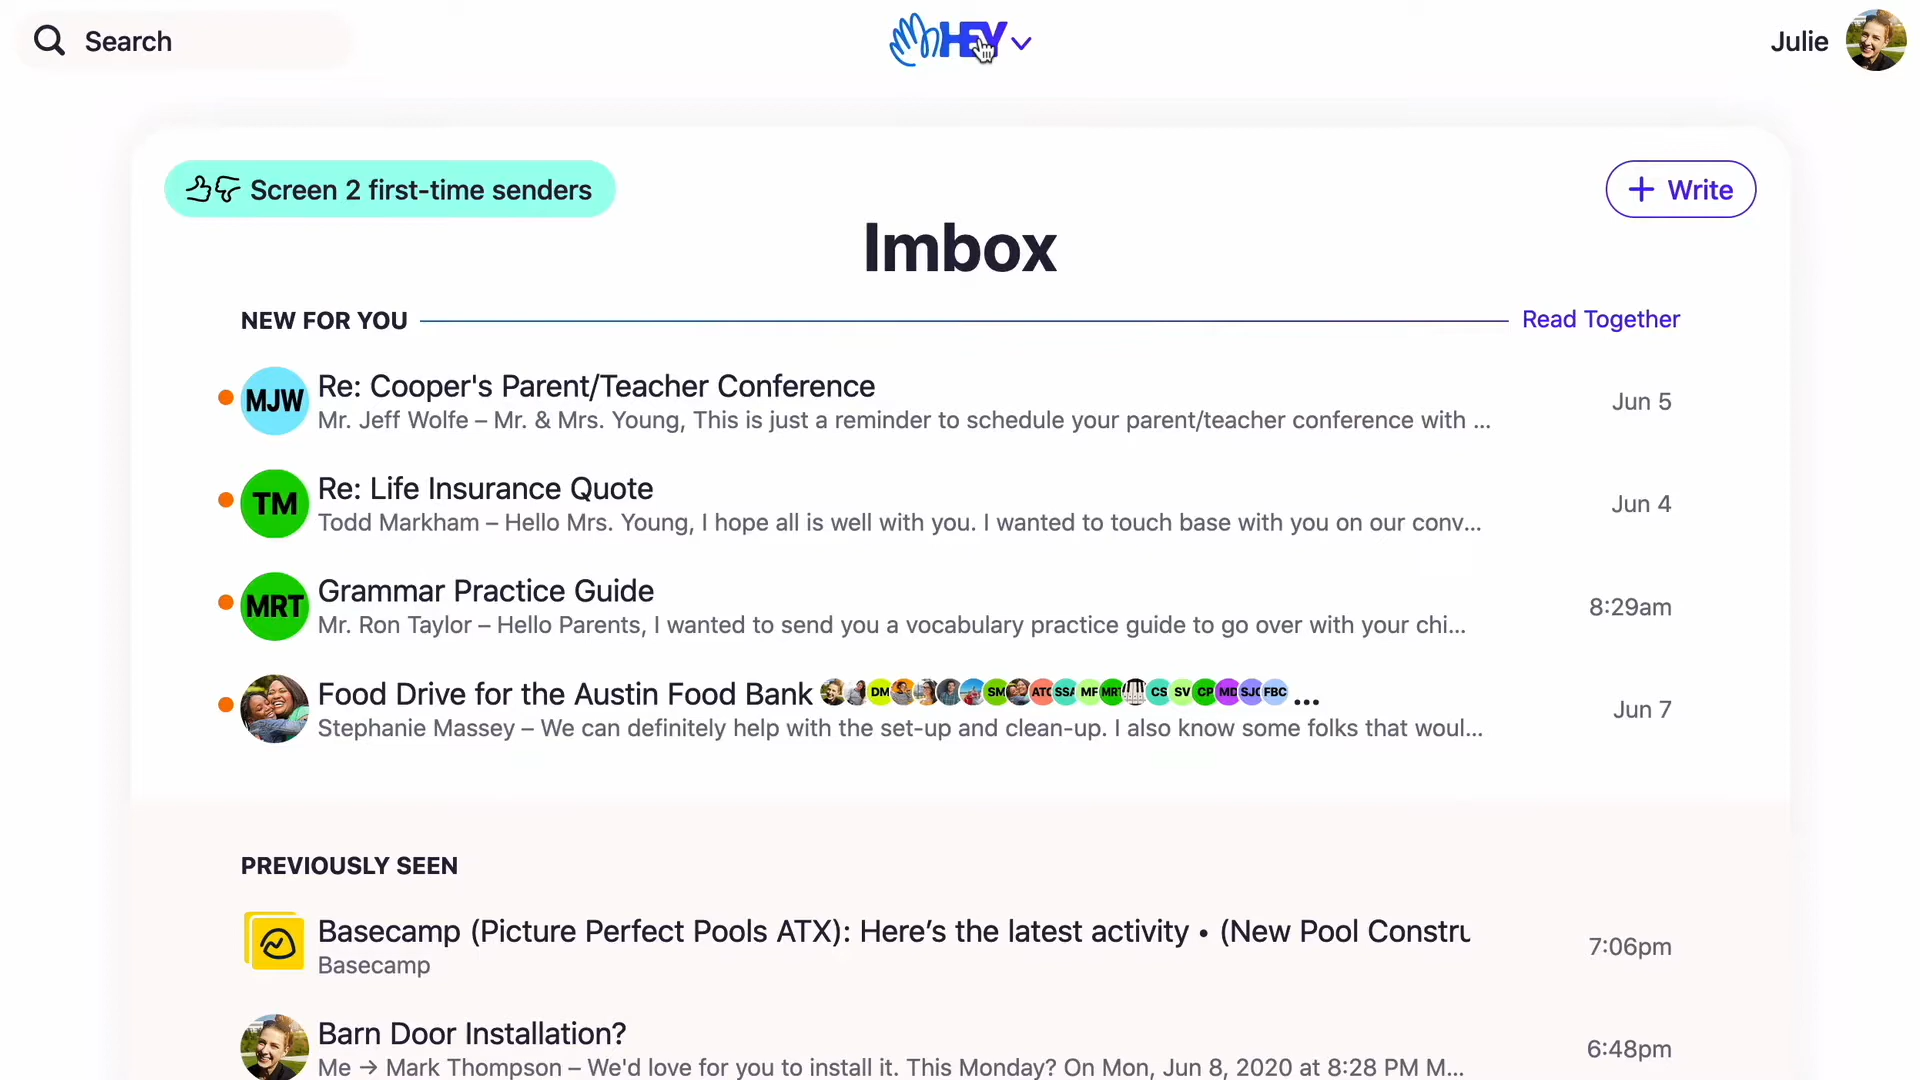 Search
HEY
Julie
Screen 2 first-time senders
+ Write
Imbox
NEW FOR YOU
Read Together
MJW
Re: Cooper's Parent/Teacher Conference
Mr. Jeff Wolfe – Mr. & Mrs. Young, This is just a reminder to schedule your parent/teacher conference with ...
Jun 5
TM
Re: Life Insurance Quote
Todd Markham – Hello Mrs. Young, I hope all is well with you. I wanted to touch base with you on our conv...
Jun 4
MRT
Grammar Practice Guide
Mr. Ron Taylor – Hello Parents, I wanted to send you a vocabulary practice guide to go over with your chi...
8:29am
Food Drive for the Austin Food Bank DM SM ATC SSA MF MRT CS SV CP MD SJC FBC ...
Stephanie Massey – We can definitely help with the set-up and clean-up. I also know some folks that woul...
Jun 7
PREVIOUSLY SEEN
Basecamp (Picture Perfect Pools ATX): Here’s the latest activity • (New Pool Constru
Basecamp
7:06pm
Barn Door Installation?
Me → Mark Thompson – We'd love for you to install it. This Monday? On Mon, Jun 8, 2020 at 8:28 PM M...
6:48pm